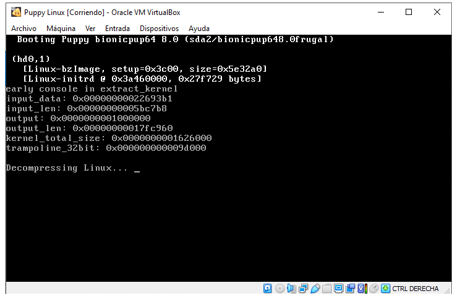 Puppy Linux [Corriendo] - Oracle VM VirtualBox
Archivo Máquina Ver Entrada Dispositivos Ayuda
Booting Puppy bionicpup64 8.0 (sda2/bionicpup648.0frugal)
(hd0,1)
[Linux-bzImage, setup=0x3c00, size=0x5e32a0]
[Linux-initrd @ 0x3a460000, 0x27f729 bytes]
early console in extract_kernel
input_data: 0x00000000022693b1
input_len: 0x00000000005bc7b8
output: 0x0000000001000000
output_len: 0x00000000017fc960
kernel_total_size: 0x0000000001626000
trampoline_32bit: 0x000000000009d000
Decompressing Linux... _
CTRL DERECHA